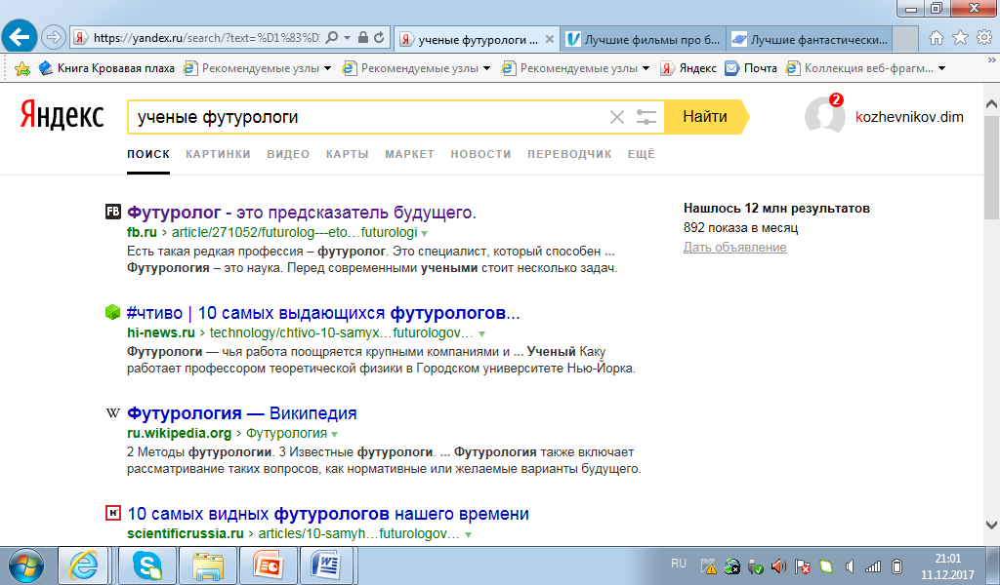 https://yandex.ru/search/?text=%D1%83%D:
ученые футурологи ...
Лучшие фильмы про б...
Лучшие фантастически...
Книга Кровавая плаха
Рекомендуемые узлы
Рекомендуемые узлы
Рекомендуемые узлы
Яндекс
Почта
Коллекция веб-фрагм...
Яндекс
ученые футурологи
Найти
2
kozhevnikov.dim
ПОИСК КАРТИНКИ ВИДЕО КАРТЫ МАРКЕТ НОВОСТИ ПЕРЕВОДЧИК ЕЩЁ
FB Футуролог - это предсказатель будущего.
fb.ru › article/271052/futurolog---eto…futurologi
Есть такая редкая профессия – футуролог. Это специалист, который способен ...
Футурология – это наука. Перед современными учеными стоит несколько задач.
Нашлось 12 млн результатов
892 показа в месяц
Дать объявление
#чтиво | 10 самых выдающихся футурологов...
hi-news.ru › technology/chtivo-10-samyx…futurologov…
Футурологи — чья работа поощряется крупными компаниями и ... Ученый Каку
работает профессором теоретической физики в Городском университете Нью-Йорка.
W Футурология — Википедия
ru.wikipedia.org › Футурология
2 Методы футурологии. 3 Известные футурологи. ... Футурология также включает
рассматривание таких вопросов, как нормативные или желаемые варианты будущего.
10 самых видных футурологов нашего времени
scientificrussia.ru › articles/10-samyh…futurologov…
RU
21:01
11.12.2017